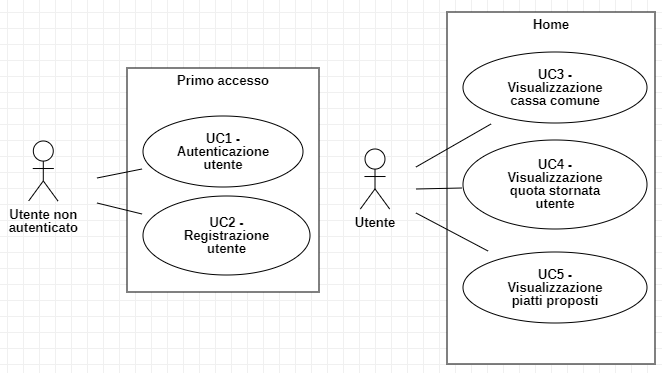 Primo accesso
UC1 -
Autenticazione
utente
UC2 -
Registrazione
utente
Utente non
autenticato
Home
UC3 -
Visualizzazione
cassa comune
UC4 -
Visualizzazione
quota stornata
utente
UC5 -
Visualizzazione
piatti proposti
Utente